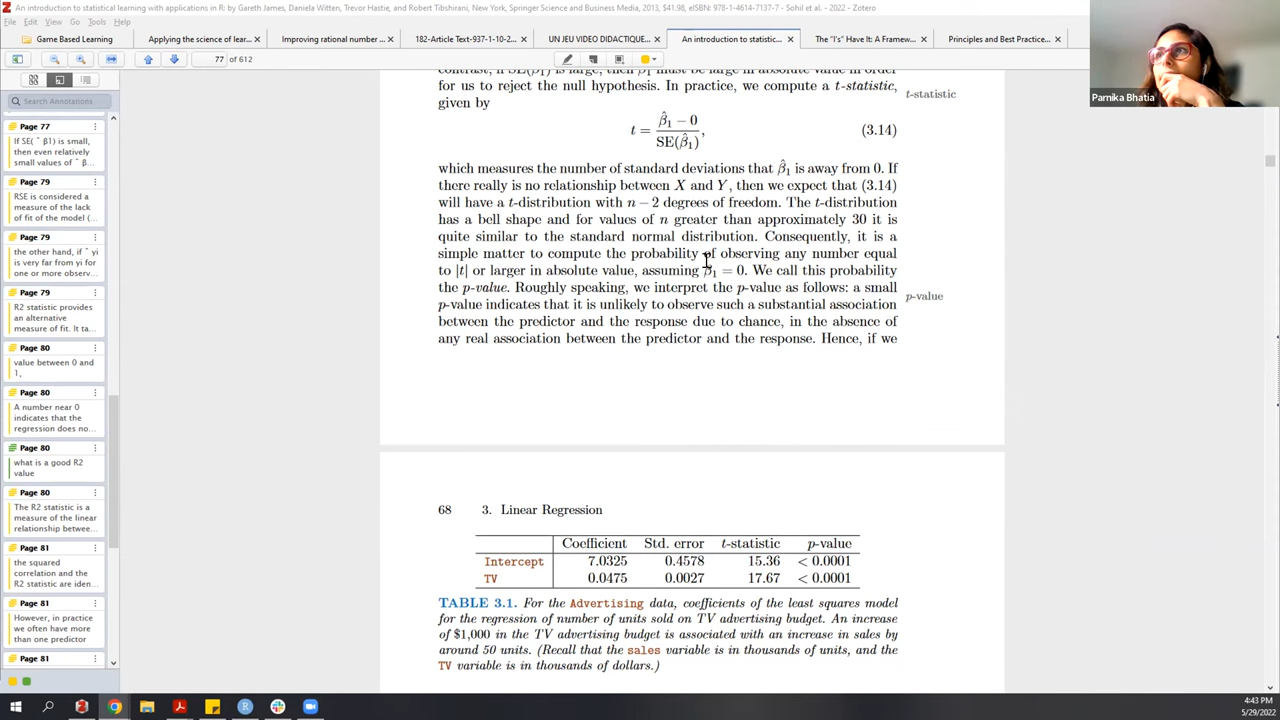 An introduction to statistical learning with applications in R: by Gareth James, Daniela Witten, Trevor Hastie, and Robert Tibshirani, New York, Springer Science and Business Media, 2013, $41.98, eISBN: 978-1-4614-7137-7 - Sohil et al. - 2022 - Zotero
File Edit View Go Tools Help
Game Based Learning
Applying the science of lear...
Improving rational number ...
182-Article Text-937-1-10-2...
UN JEU VIDEO DIDACTIQUE...
An introduction to statistic...
The "I's" Have It: A Framew...
Principles and Best Practice...
77 of 612
Search Annotations
Page 77
If SE( ˆ β1) is small,
then even relatively
small values of ˆ β...
Page 79
RSE is considered a
measure of the lack
of fit of the model (...
Page 79
the other hand, if ˆ yi
is very far from yi for
one or more observ...
Page 79
R2 statistic provides
an alternative
measure of fit. It ta...
Page 80
value between 0 and
1,
Page 80
A number near 0
indicates that the
regression does no...
Page 80
what is a good R2
value
Page 80
The R2 statistic is a
measure of the linear
relationship betwee...
Page 81
the squared
correlation and the
R2 statistic are iden...
Page 81
However, in practice
we often have more
than one predictor
Page 81
contrast, if SE(β̂1) is large, then β̂1 must be large in absolute value in order
for us to reject the null hypothesis. In practice, we compute a t-statistic,
t-statistic
given by
t = (β̂1 − 0) / SE(β̂1), (3.14)
which measures the number of standard deviations that β̂1 is away from 0. If
there really is no relationship between X and Y, then we expect that (3.14)
will have a t-distribution with n − 2 degrees of freedom. The t-distribution
has a bell shape and for values of n greater than approximately 30 it is
quite similar to the standard normal distribution. Consequently, it is a
simple matter to compute the probability of observing any number equal
to |t| or larger in absolute value, assuming β1 = 0. We call this probability
the p-value. Roughly speaking, we interpret the p-value as follows: a small
p-value
p-value indicates that it is unlikely to observe such a substantial association
between the predictor and the response due to chance, in the absence of
any real association between the predictor and the response. Hence, if we
68 3. Linear Regression
Coefficient Std. error t-statistic p-value
Intercept 7.0325 0.4578 15.36 < 0.0001
TV 0.0475 0.0027 17.67 < 0.0001
TABLE 3.1. For the Advertising data, coefficients of the least squares model
for the regression of number of units sold on TV advertising budget. An increase
of $1,000 in the TV advertising budget is associated with an increase in sales by
around 50 units. (Recall that the sales variable is in thousands of units, and the
TV variable is in thousands of dollars.)
Pamika Bhatia
4:43 PM
5/29/2022